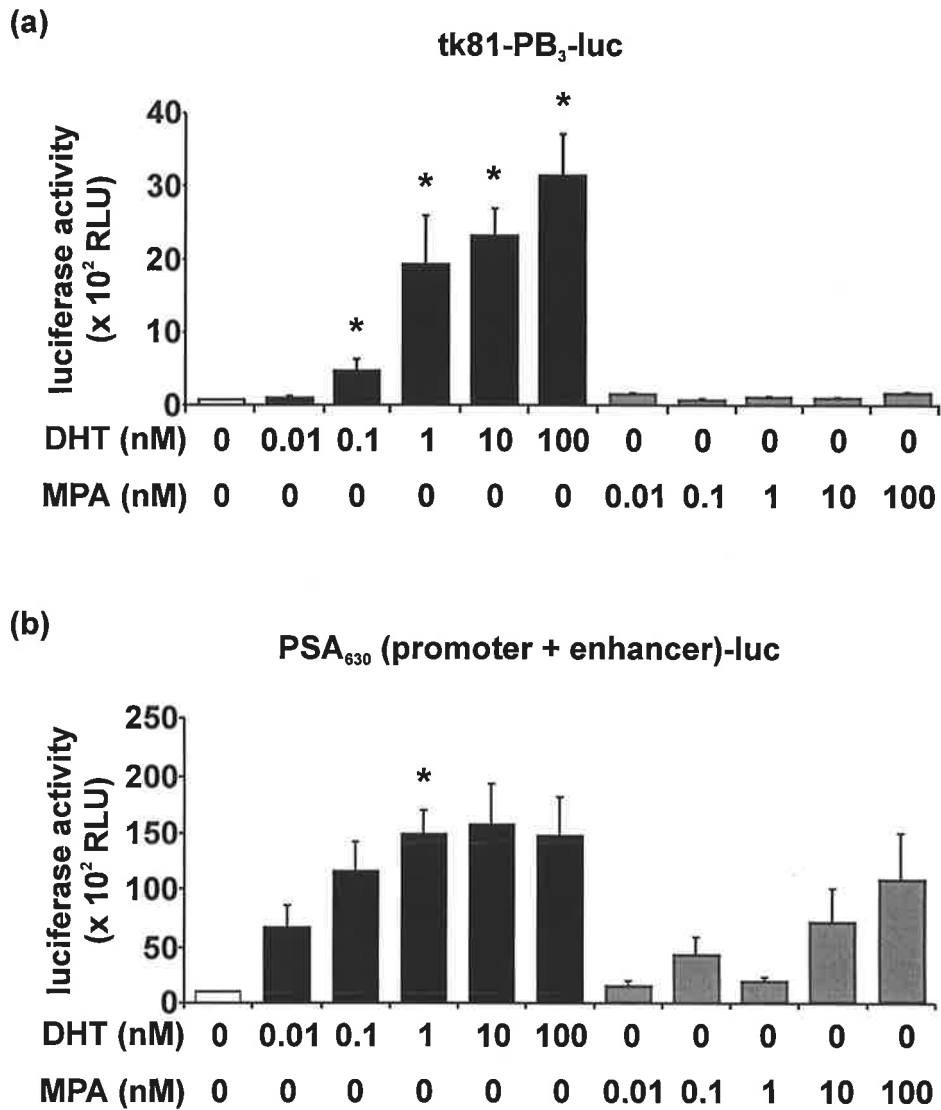 (a)
tk81-PB₃-luc
luciferase activity
(x 10² RLU)
40
30
20
10
0
* * * *
DHT (nM) 0 0.01 0.1 1 10 100 0 0 0 0 0
MPA (nM) 0 0 0 0 0 0 0.01 0.1 1 10 100
(b)
PSA₆₃₀ (promoter + enhancer)-luc
luciferase activity
(x 10² RLU)
250
200
150
100
50
0
*
DHT (nM) 0 0.01 0.1 1 10 100 0 0 0 0 0
MPA (nM) 0 0 0 0 0 0 0.01 0.1 1 10 100